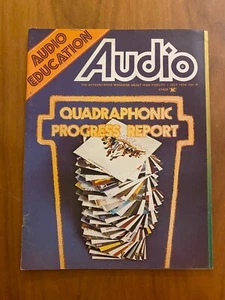 AUDIO
EDUCATION
Audio
QUADRAPHONIC
PROGRESS REPORT